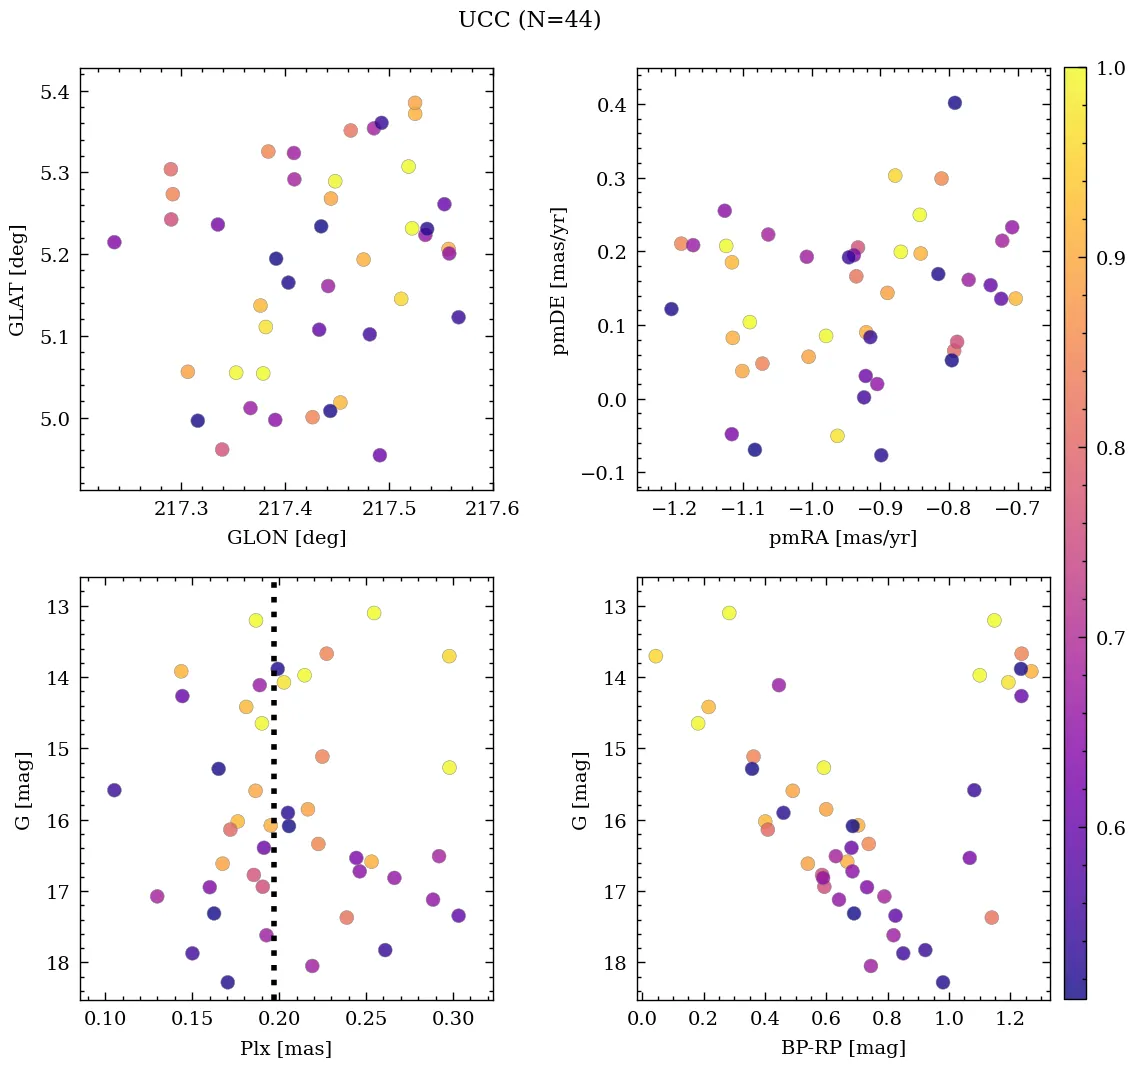 UCC (N=44)
5.4
5.3
5.2
5.1
5.0
GLAT [deg]
217.3 217.4 217.5 217.6
GLON [deg]
0.4
0.3
0.2
0.1
0.0
−0.1
pmDE [mas/yr]
−1.2 −1.1 −1.0 −0.9 −0.8 −0.7
pmRA [mas/yr]
13
14
15
16
17
18
G [mag]
0.10 0.15 0.20 0.25 0.30
Plx [mas]
13
14
15
16
17
18
G [mag]
0.0 0.2 0.4 0.6 0.8 1.0 1.2
BP-RP [mag]
1.0
0.9
0.8
0.7
0.6